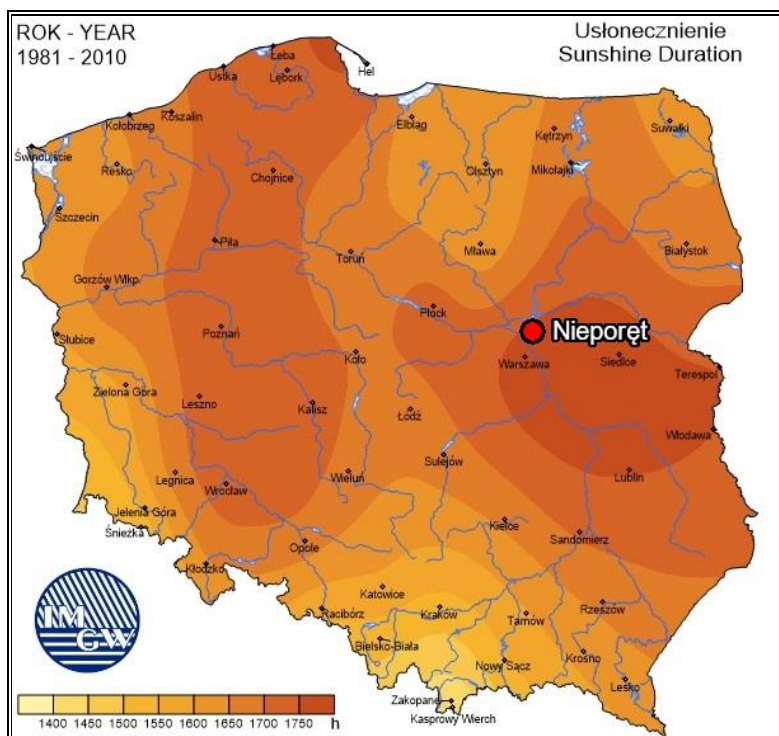 ROK - YEAR
1981 - 2010
Usłonecznienie
Sunshine Duration
Łeba
Hel
Ustka
Lębork
Koszalin
Kołobrzeg
Elbląg
Kętrzyn
Suwałki
Świnoujście
Resko
Chojnice
Olsztyn
Mikołajki
Szczecin
Piła
Toruń
Mława
Białystok
Gorzów Wlkp.
Płock
Nieporęt
Słubice
Poznań
Koło
Warszawa
Siedlce
Terespol
Zielona Góra
Leszno
Kalisz
Łódź
Włodawa
Legnica
Wrocław
Wieluń
Sulejów
Lublin
Jelenia Góra
Śnieżka
Opole
Kielce
Sandomierz
Kłodzko
Katowice
Racibórz
Kraków
Tarnów
Rzeszów
Bielsko-Biała
Nowy Sącz
Krosno
Lesko
Zakopane
Kasprowy Wierch
IM
GW
1400 1450 1500 1550 1600 1650 1700 1750 h